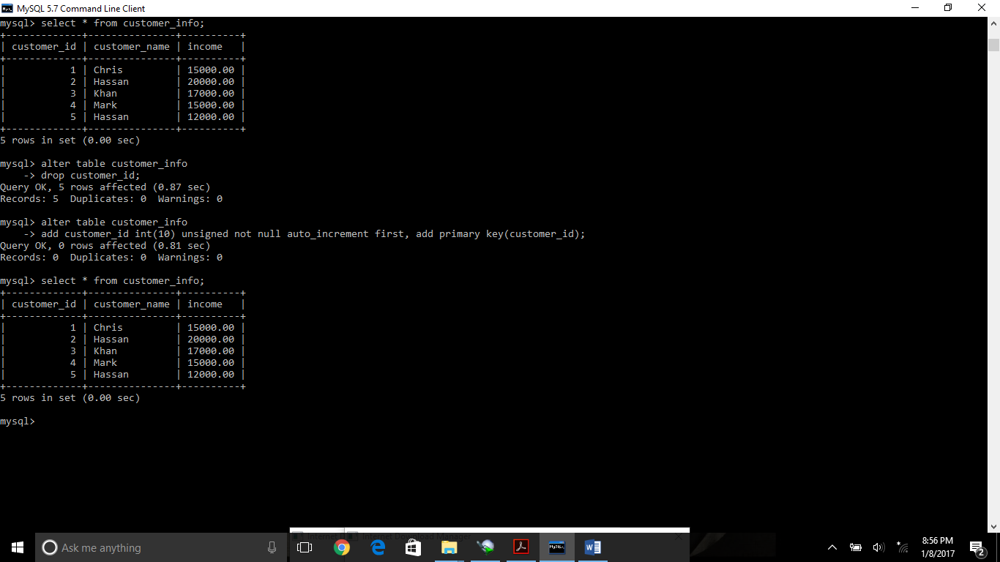 MySQL 5.7 Command Line Client
mysql> select * from customer_info;
+-------------+---------------+----------+
| customer_id | customer_name | income   |
+-------------+---------------+----------+
|           1 | Chris         | 15000.00 |
|           2 | Hassan        | 20000.00 |
|           3 | Khan          | 17000.00 |
|           4 | Mark          | 15000.00 |
|           5 | Hassan        | 12000.00 |
+-------------+---------------+----------+
5 rows in set (0.00 sec)
mysql> alter table customer_info
    -> drop customer_id;
Query OK, 5 rows affected (0.87 sec)
Records: 5  Duplicates: 0  Warnings: 0
mysql> alter table customer_info
    -> add customer_id int(10) unsigned not null auto_increment first, add primary key(customer_id);
Query OK, 0 rows affected (0.81 sec)
Records: 0  Duplicates: 0  Warnings: 0
mysql> select * from customer_info;
+-------------+---------------+----------+
| customer_id | customer_name | income   |
+-------------+---------------+----------+
|           1 | Chris         | 15000.00 |
|           2 | Hassan        | 20000.00 |
|           3 | Khan          | 17000.00 |
|           4 | Mark          | 15000.00 |
|           5 | Hassan        | 12000.00 |
+-------------+---------------+----------+
5 rows in set (0.00 sec)
mysql>
Internet Internet Download Manager
Ask me anything
8:56 PM
1/8/2017
2